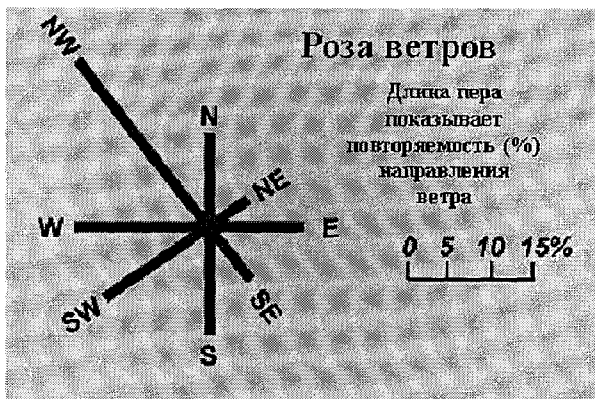 Роза ветров
Длина пера
показывает
повторяемость (%)
направления
ветра
0 5 10 15%
NW
N
NE
W
E
SW
SE
S